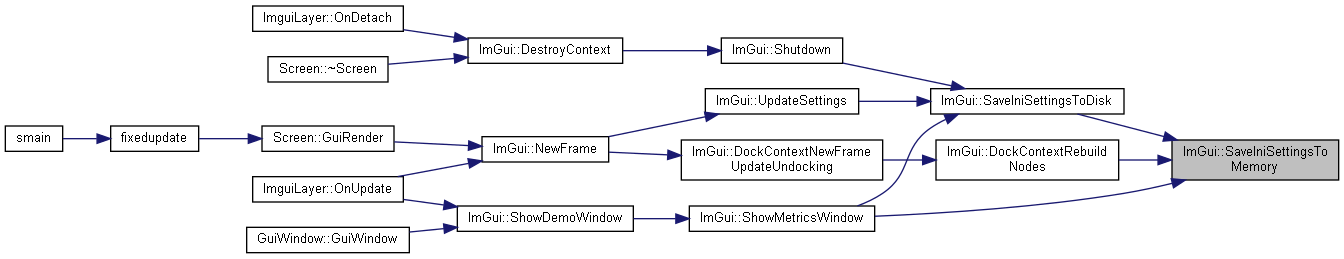 ImguiLayer::OnDetach
Screen::~Screen
ImGui::DestroyContext
ImGui::Shutdown
ImGui::UpdateSettings
ImGui::SaveIniSettingsToDisk
smain
fixedupdate
Screen::GuiRender
ImGui::NewFrame
ImGui::DockContextNewFrame
UpdateUndocking
ImGui::DockContextRebuild
Nodes
ImGui::SaveIniSettingsTo
Memory
ImguiLayer::OnUpdate
ImGui::ShowDemoWindow
ImGui::ShowMetricsWindow
GuiWindow::GuiWindow